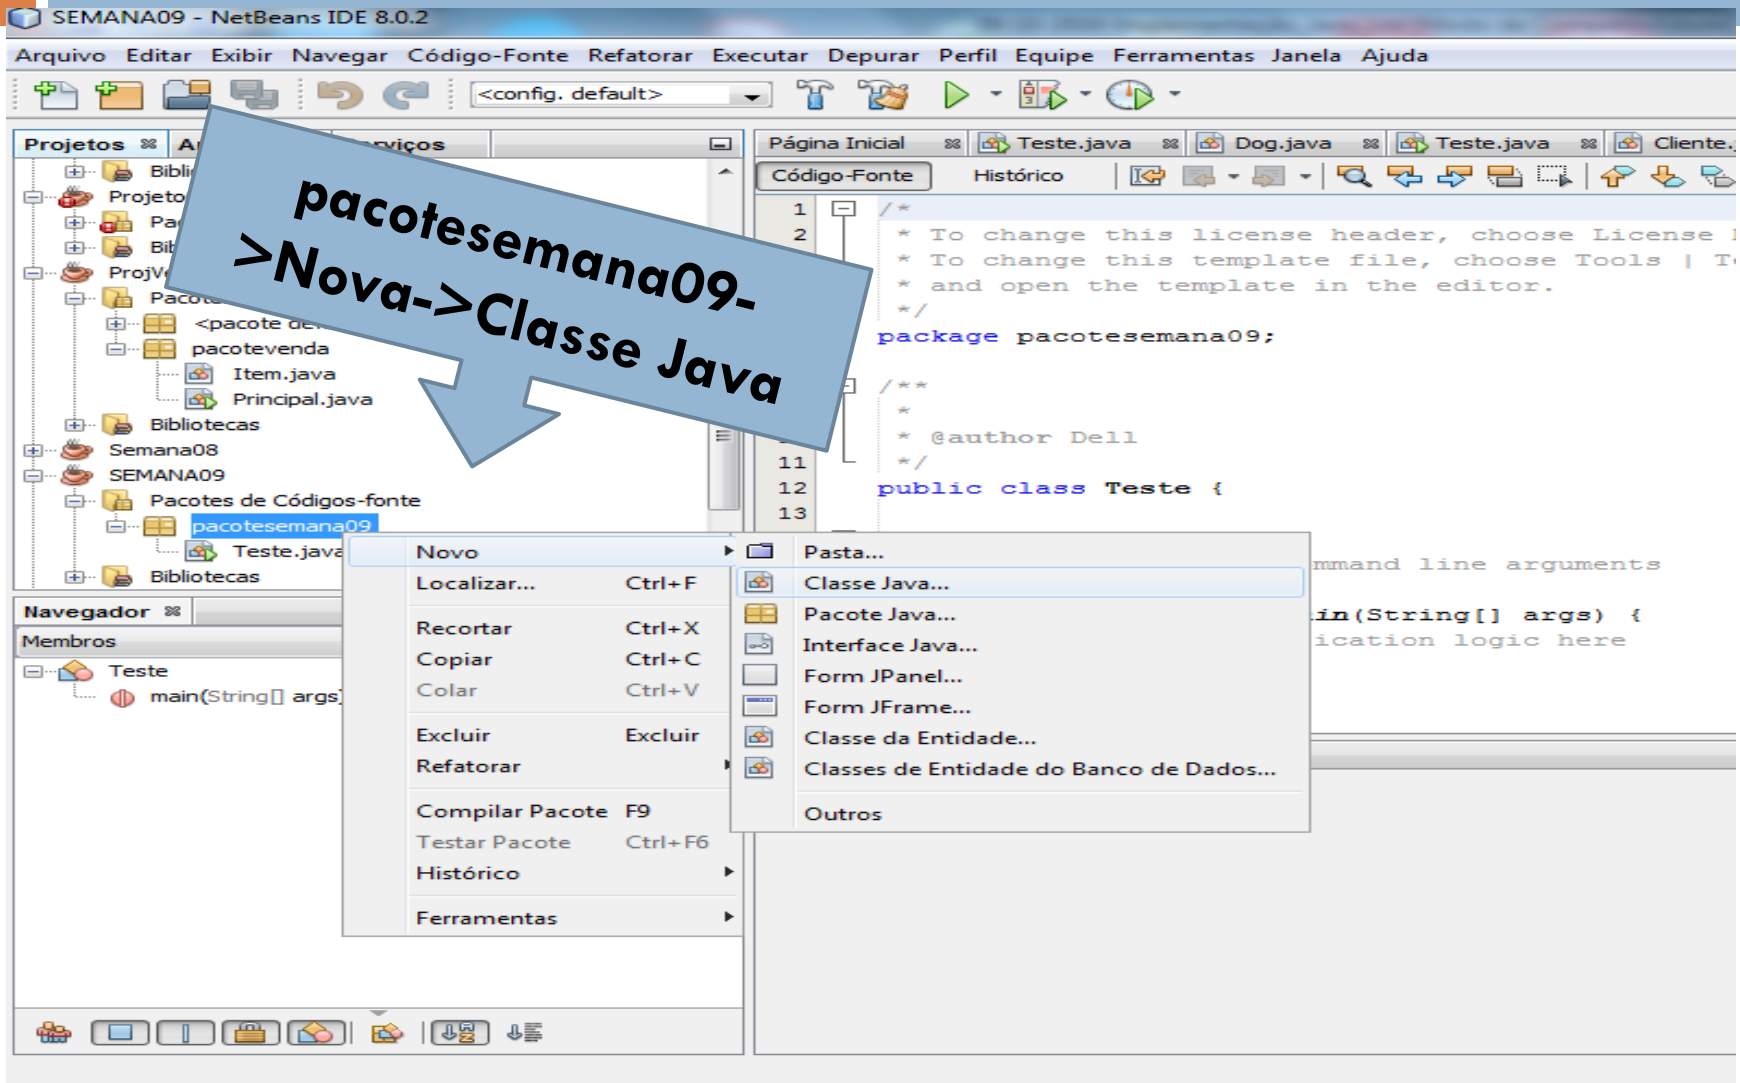 SEMANA09 - NetBeans IDE 8.0.2
Arquivo Editar Exibir Navegar Código-Fonte Refatorar Executar Depurar Perfil Equipe Ferramentas Janela Ajuda
<config. default>
Projetos
Serviços
pacotesemana09-
>Nova->Classe Java
Projeto
<pacote
pacotevenda
Item.java
Principal.java
Bibliotecas
Semana08
SEMANA09
Pacotes de Códigos-fonte
pacotesemana09
Teste.java
Bibliotecas
Navegador
Membros
Teste
main(String[] args)
Novo
Localizar... Ctrl+F
Recortar Ctrl+X
Copiar Ctrl+C
Colar Ctrl+V
Excluir Excluir
Refatorar
Compilar Pacote F9
Testar Pacote Ctrl+F6
Histórico
Ferramentas
Pasta...
Classe Java...
Pacote Java...
Interface Java...
Form JPanel...
Form JFrame...
Classe da Entidade...
Classes de Entidade do Banco de Dados...
Outros
Página Inicial Teste.java Dog.java Teste.java Cliente.
Código-Fonte Histórico
1 /*
2 * To change this license header, choose License
* To change this template file, choose Tools |
* and open the template in the editor.
*/
package pacotesemana09;
/**
*
* @author Dell
11 */
12 public class Teste {
13
command line arguments
(String[] args) {
logic here